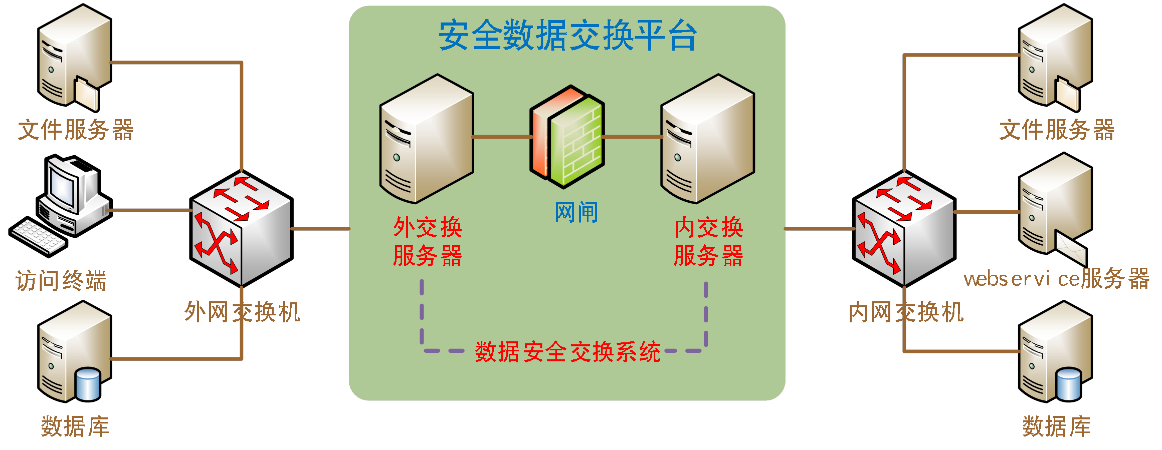 安全数据交换平台
文件服务器
访问终端
数据库
外网交换机
外交换
服务器
网闸
内交换
服务器
数据安全交换系统
内网交换机
文件服务器
webservice服务器
数据库